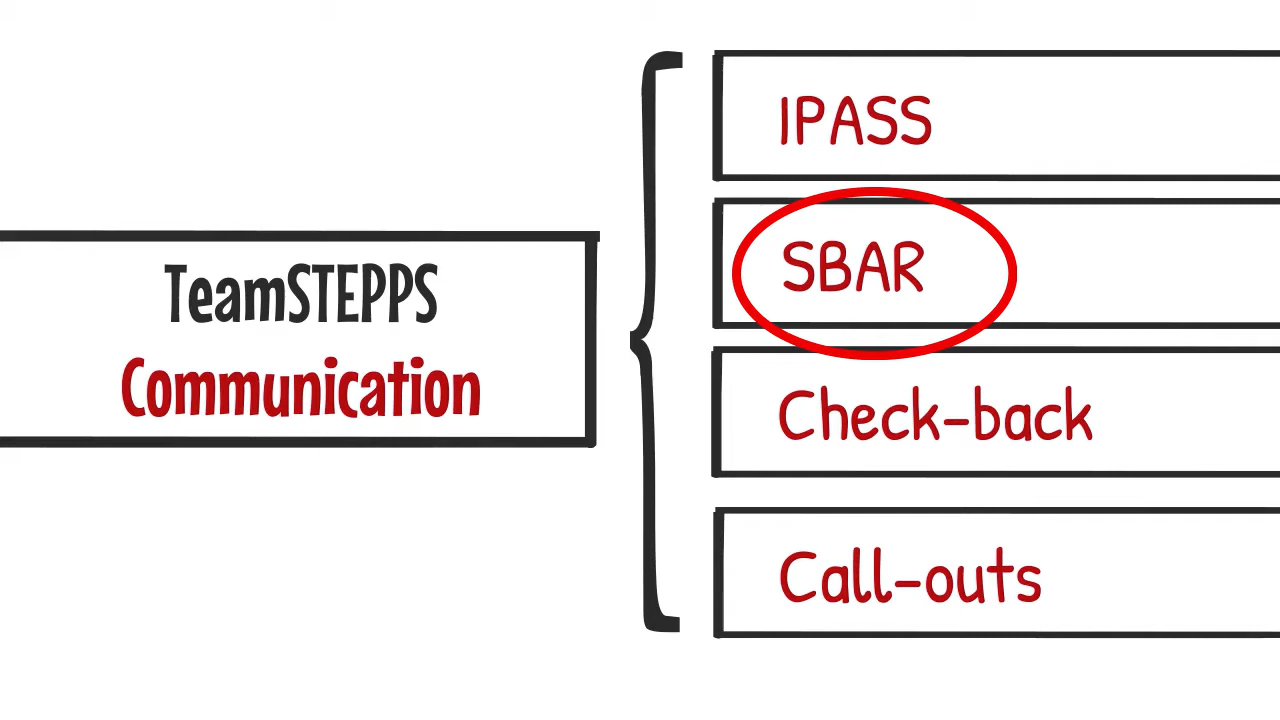 TeamSTEPPS
Communication
IPASS
SBAR
Check-back
Call-outs